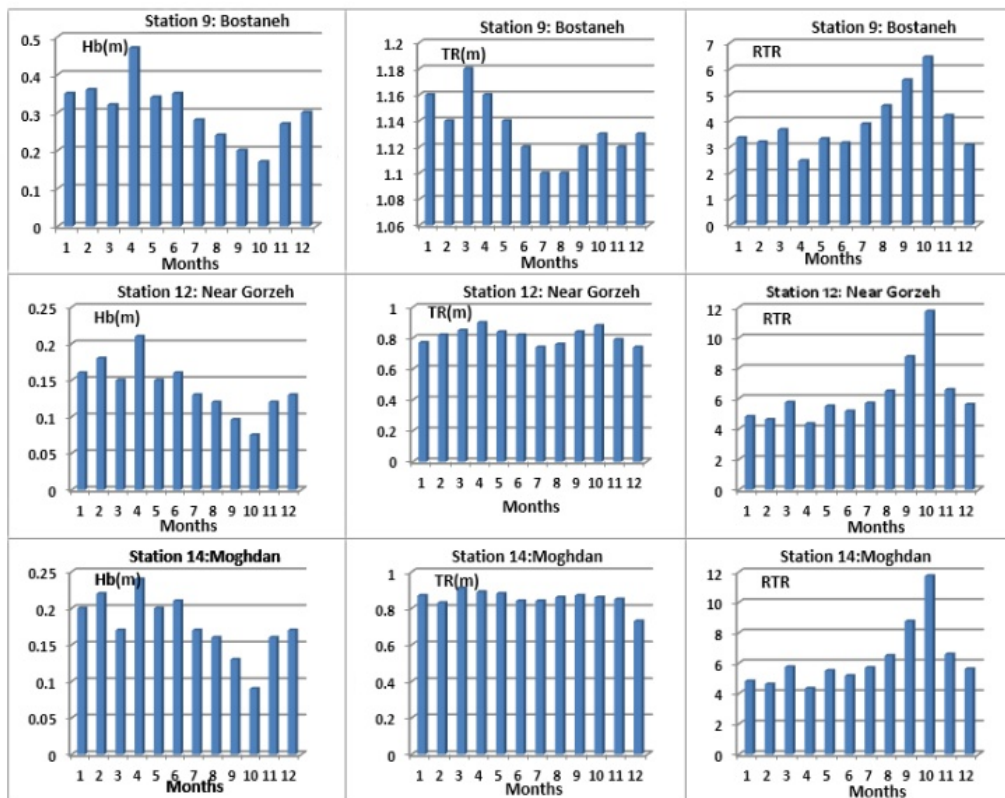 Station 9: Bostaneh
Hb(m)
0.5
0.4
0.3
0.2
0.1
0
1 2 3 4 5 6 7 8 9 10 11 12
Months
Station 9: Bostaneh
TR(m)
1.2
1.18
1.16
1.14
1.12
1.1
1.08
1.06
1 2 3 4 5 6 7 8 9 10 11 12
Months
Station 9: Bostaneh
RTR
7
6
5
4
3
2
1
0
1 2 3 4 5 6 7 8 9 10 11 12
Months
Station 12: Near Gorzeh
Hb(m)
0.25
0.2
0.15
0.1
0.05
0
1 2 3 4 5 6 7 8 9 10 11 12
Months
Station 12: Near Gorzeh
TR(m)
1
0.8
0.6
0.4
0.2
0
1 2 3 4 5 6 7 8 9 10 11 12
Months
Station 12: Near Gorzeh
RTR
12
10
8
6
4
2
0
1 2 3 4 5 6 7 8 9 10 11 12
Months
Station 14:Moghdan
Hb(m)
0.25
0.2
0.15
0.1
0.05
0
1 2 3 4 5 6 7 8 9 10 11 12
Months
Station 14:Moghdan
TR(m)
1
0.8
0.6
0.4
0.2
0
1 2 3 4 5 6 7 8 9 10 11 12
Months
Station 14:Moghdan
RTR
12
10
8
6
4
2
0
1 2 3 4 5 6 7 8 9 10 11 12
Months